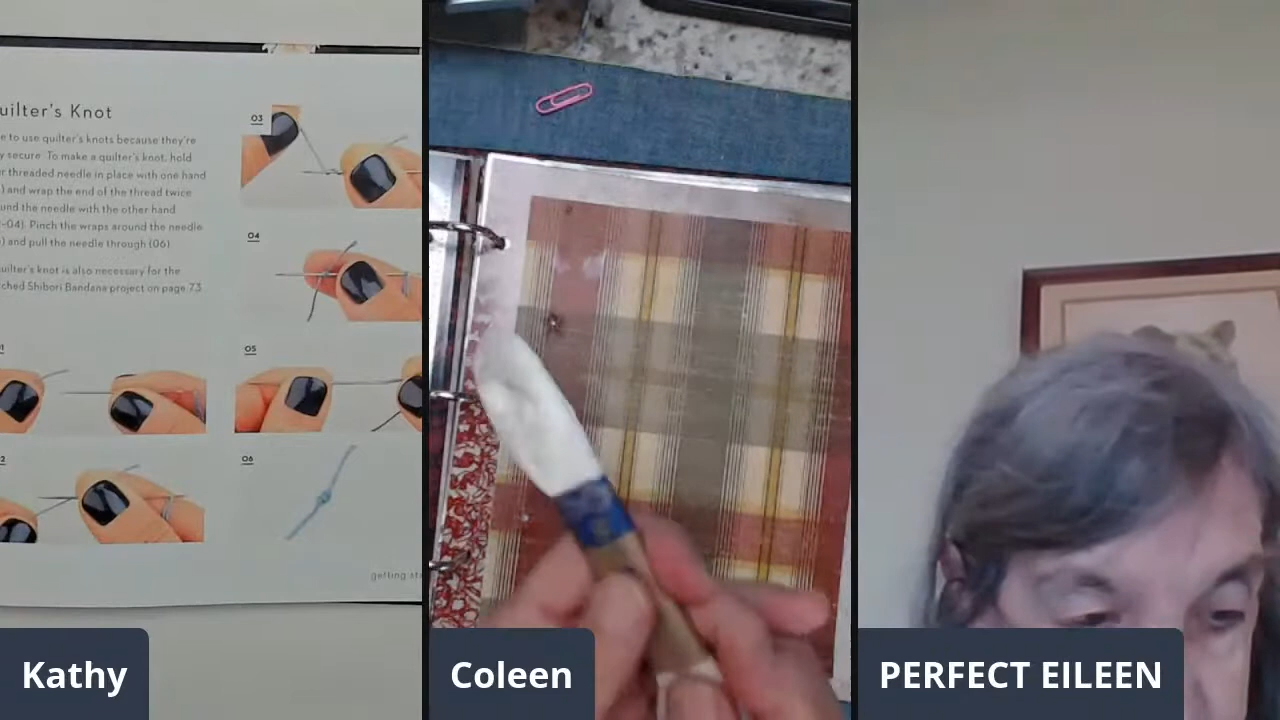 uilter's Knot
e to use quilter's knots because they're
y secure. To make a quilter's knot, hold
r threaded needle in place with one hand
) and wrap the end of the thread twice
und the needle with the other hand
-04). Pinch the wraps around the needle
) and pull the needle through (06).
uilter's knot is also necessary for the
ched Shibori Bandana project on page 73.
03
04
1
05
2
06
getting sta
Kathy
Coleen
PERFECT EILEEN